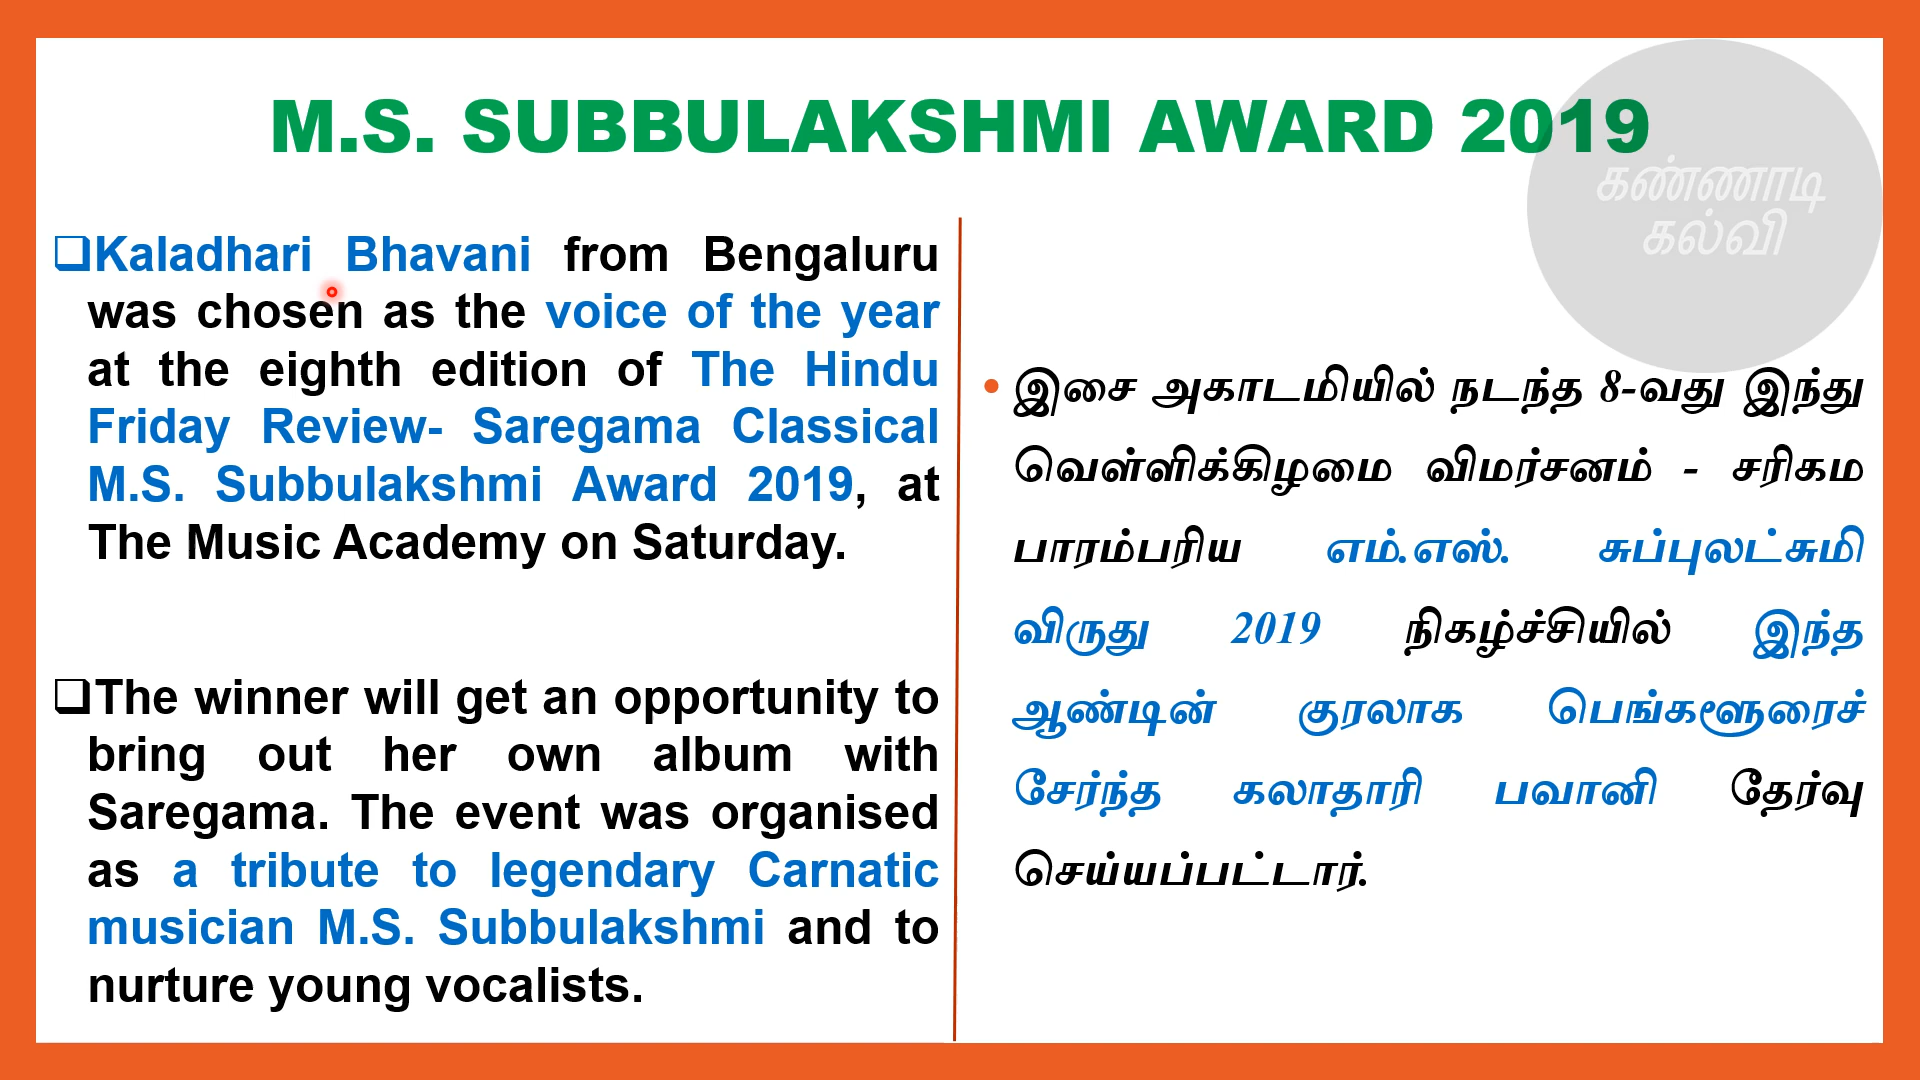 M.S. SUBBULAKSHMI AWARD 2019
கண்ணாடி
கல்வி
❑Kaladhari Bhavani from Bengaluru
was chosen as the voice of the year
at the eighth edition of The Hindu
Friday Review- Saregama Classical
M.S. Subbulakshmi Award 2019, at
The Music Academy on Saturday.
❑The winner will get an opportunity to
bring out her own album with
Saregama. The event was organised
as a tribute to legendary Carnatic
musician M.S. Subbulakshmi and to
nurture young vocalists.
• இசை அகாடமியில் நடந்த 8-வது இந்து
வெள்ளிக்கிழமை விமர்சனம் - சரிகம
பாரம்பரிய எம்.எஸ். சுப்புலட்சுமி
விருது 2019 நிகழ்ச்சியில் இந்த
ஆண்டின் குரலாக பெங்களூரைச்
சேர்ந்த கலாதாரி பவானி தேர்வு
செய்யப்பட்டார்.